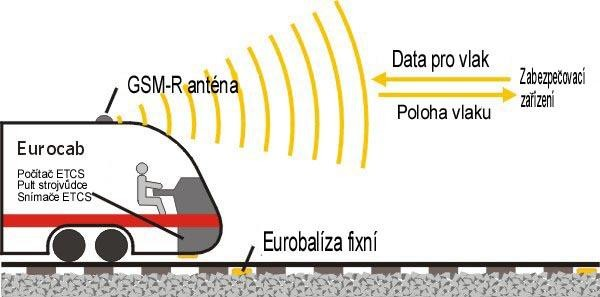 Data pro vlak
Zabezpečovací
zařízení
GSM-R anténa
Poloha vlaku
Eurocab
Počítač ETCS
Pult strojvůdce
Snímače ETCS
Eurobalíza fixní